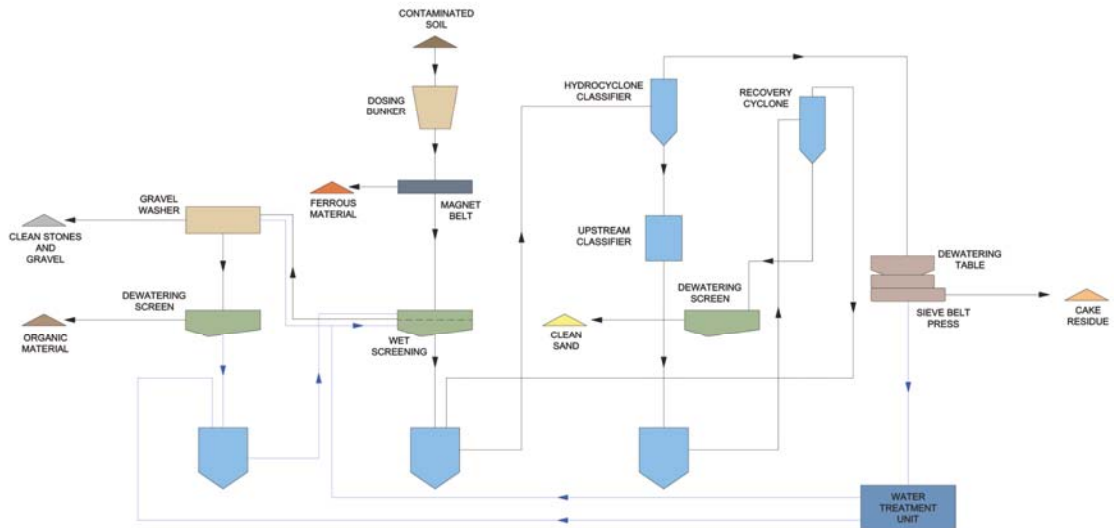 CONTAMINATED
SOIL
DOSING
BUNKER
HYDROCYCLONE
CLASSIFIER
RECOVERY
CYCLONE
FERROUS
MATERIAL
MAGNET
BELT
GRAVEL
WASHER
CLEAN STONES
AND
GRAVEL
UPSTREAM
CLASSIFIER
DEWATERING
TABLE
DEWATERING
SCREEN
DEWATERING
SCREEN
SIEVE BELT
PRESS
CAKE
RESIDUE
ORGANIC
MATERIAL
WET
SCREENING
CLEAN
SAND
WATER
TREATMENT
UNIT